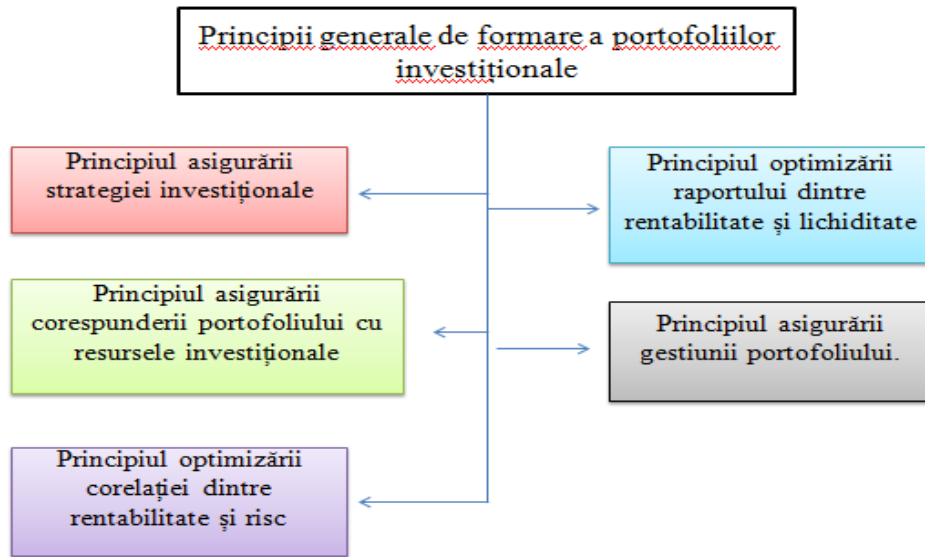 Principii generale de formare a portofoliilor
investiționale
Principiul asigurării
strategiei investiționale
Principiul optimizării
raportului dintre
rentabilitate și lichiditate
Principiul asigurării
corespunderii portofoliului cu
resursele investiționale
Principiul asigurării
gestiunii portofoliului.
Principiul optimizării
corelației dintre
rentabilitate și risc